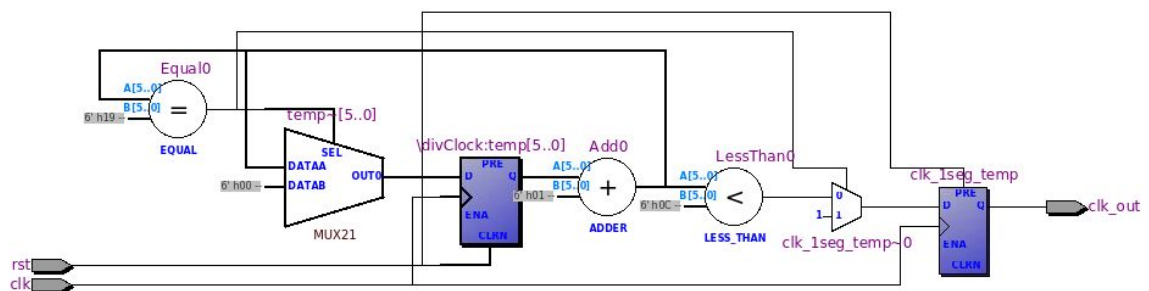 Equal0
A[5..0]
B[5..0]
6' h19
=
EQUAL
temp~[5..0]
SEL
DATAA
DATAB
OUT0
6' h00
MUX21
\divClock:temp[5..0]
PRE
D
Q
ENA
CLRN
Add0
A[5..0]
B[5..0]
6' h01
+
ADDER
LessThan0
A[5..0]
B[5..0]
6' h0C
<
LESS_THAN
0
1
1
clk_1seg_temp~0
clk_1seg_temp
PRE
D
Q
ENA
CLRN
clk_out
rst
clk